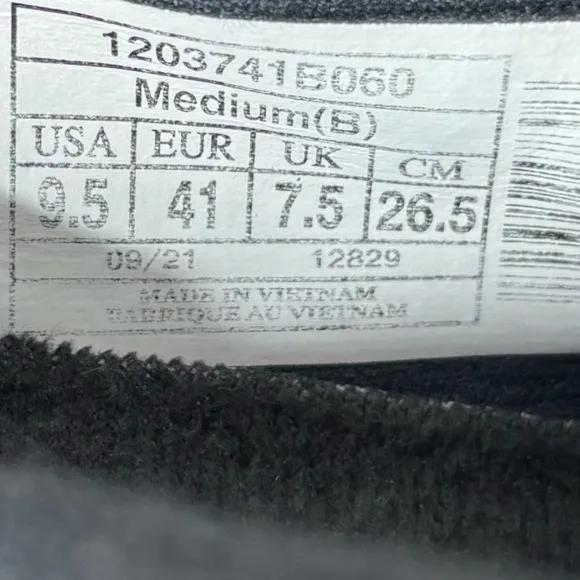 1203741B060
Medium(B)
USA EUR UK CM
9.5 41 7.5 26.5
09/21 12829
MADE IN VIETNAM
FABRIQUE AU VIETNAM